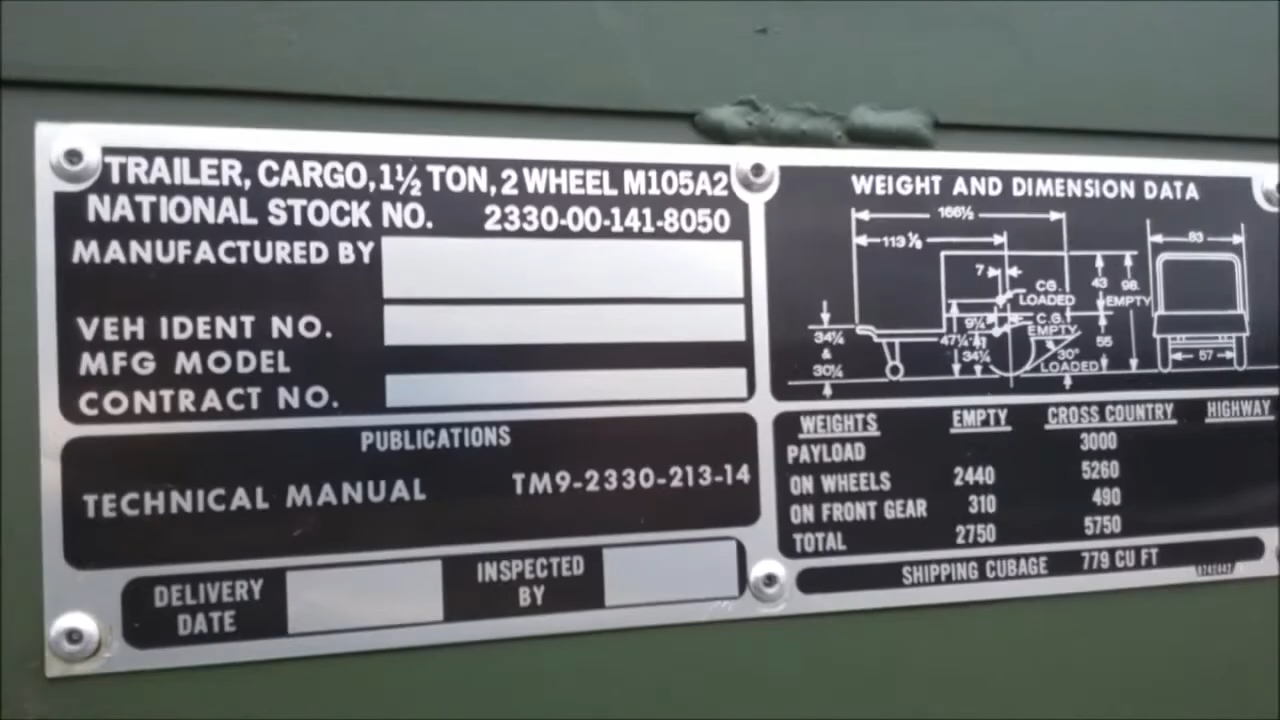 TRAILER, CARGO, 1½ TON, 2 WHEEL M105A2
NATIONAL STOCK NO. 2330-00-141-8050
MANUFACTURED BY
VEH IDENT NO.
MFG MODEL
CONTRACT NO.
PUBLICATIONS
TECHNICAL MANUAL TM9-2330-213-14
DELIVERY DATE
INSPECTED BY
WEIGHT AND DIMENSION DATA
166½
113⅛
83
7
C.G. LOADED
43
98 EMPTY
9¼
C.G. EMPTY
34¼ & 30¼
47¼
34¼
30° LOADED
55
57
WEIGHTS EMPTY CROSS COUNTRY HIGHWAY
PAYLOAD 3000
ON WHEELS 2440 5260
ON FRONT GEAR 310 490
TOTAL 2750 5750
SHIPPING CUBAGE 779 CU FT